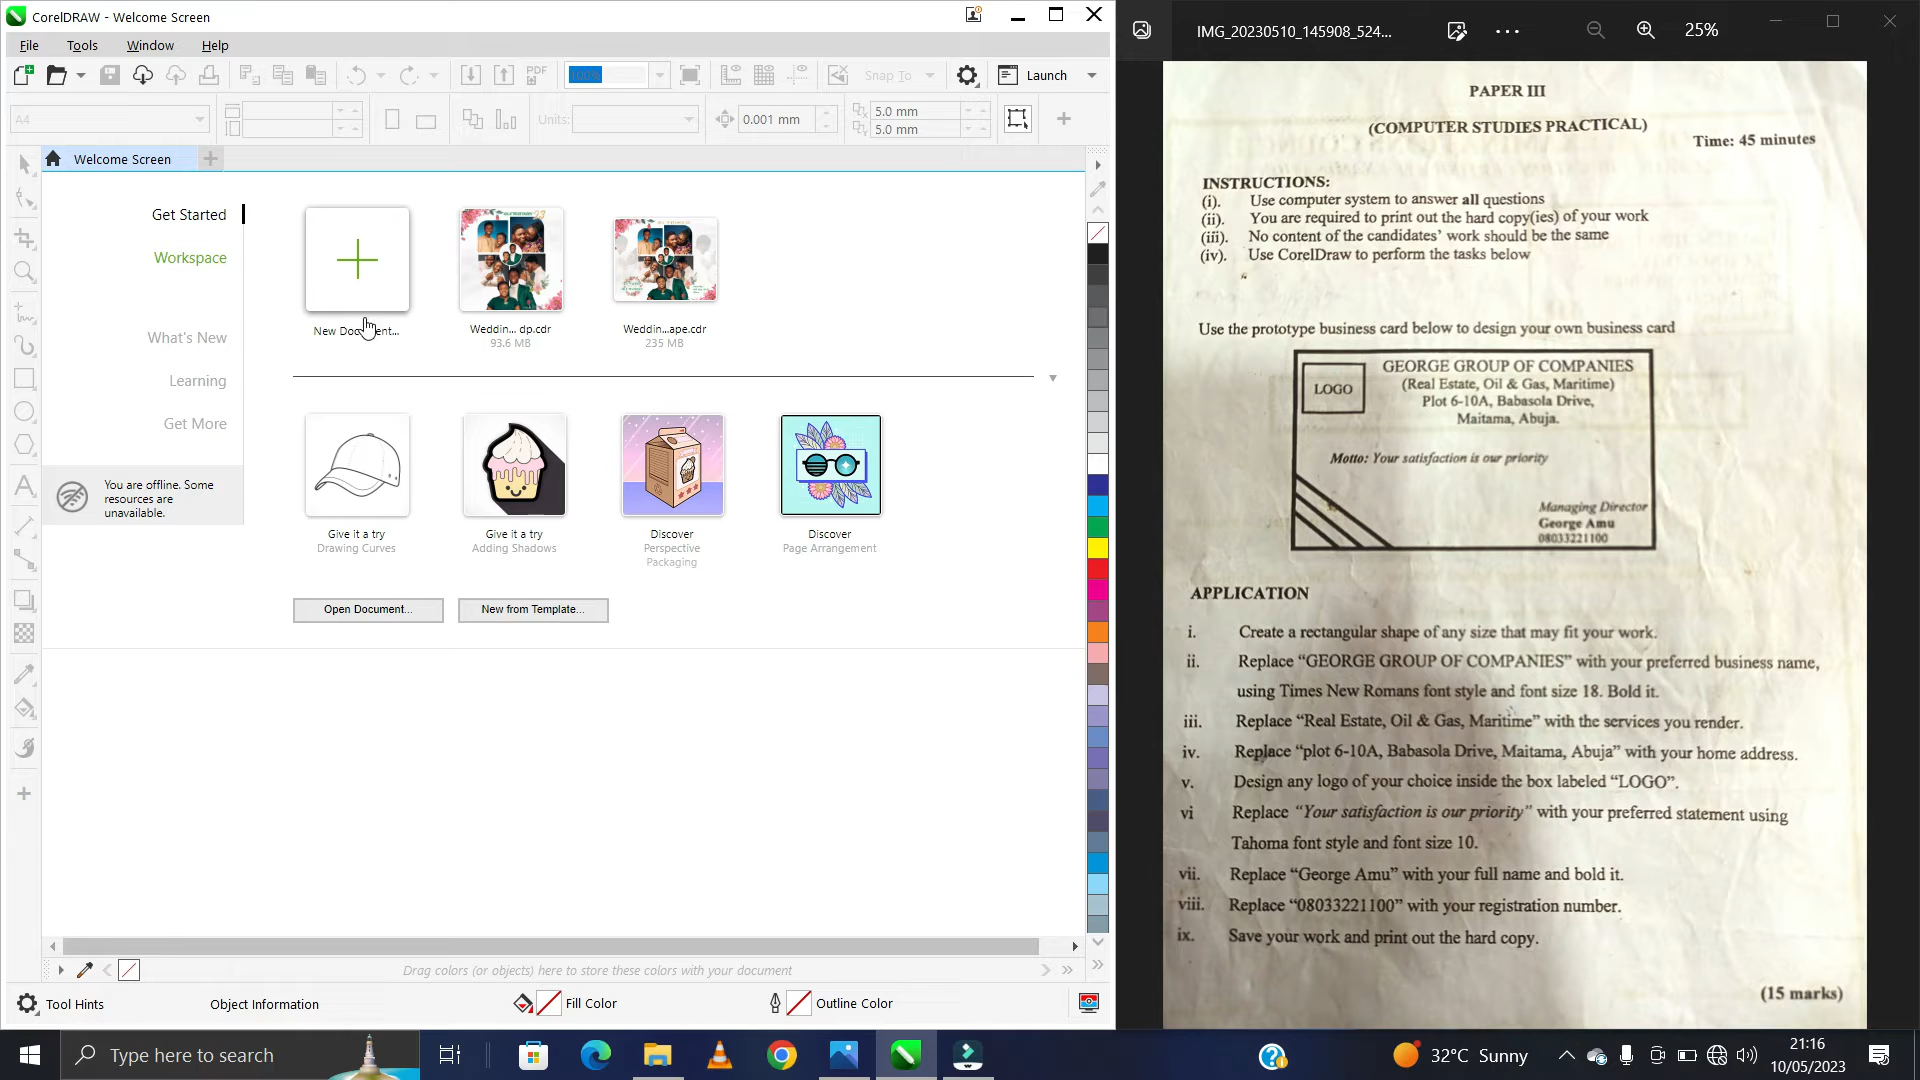 CorelDRAW - Welcome Screen
File Tools Window Help
100%
PDF
Snap To
Launch
A4
Units:
0.001 mm
5.0 mm
5.0 mm
Welcome Screen
Get Started
Workspace
What's New
Learning
Get More
You are offline. Some
resources are
unavailable.
New Document...
Weddin... dp.cdr
93.6 MB
Weddin...ape.cdr
235 MB
Give it a try
Drawing Curves
Give it a try
Adding Shadows
Discover
Perspective
Packaging
Discover
Page Arrangement
Open Document...
New from Template...
Drag colors (or objects) here to store these colors with your document
Tool Hints
Object Information
Fill Color
Outline Color
IMG_20230510_145908_524...
25%
PAPER III
(COMPUTER STUDIES PRACTICAL)
Time: 45 minutes
INSTRUCTIONS:
(i). Use computer system to answer all questions
(ii). You are required to print out the hard copy(ies) of your work
(iii). No content of the candidates' work should be the same
(iv). Use CorelDraw to perform the tasks below
Use the prototype business card below to design your own business card
LOGO
GEORGE GROUP OF COMPANIES
(Real Estate, Oil & Gas, Maritime)
Plot 6-10A, Babasola Drive,
Maitama, Abuja.
Motto: Your satisfaction is our priority
Managing Director
George Amu
08033221100
APPLICATION
i. Create a rectangular shape of any size that may fit your work.
ii. Replace "GEORGE GROUP OF COMPANIES" with your preferred business name,
using Times New Romans font style and font size 18. Bold it.
iii. Replace "Real Estate, Oil & Gas, Maritime" with the services you render.
iv. Replace "plot 6-10A, Babasola Drive, Maitama, Abuja" with your home address.
v. Design any logo of your choice inside the box labeled "LOGO".
vi Replace "Your satisfaction is our priority" with your preferred statement using
Tahoma font style and font size 10.
vii. Replace "George Amu" with your full name and bold it.
viii. Replace "08033221100" with your registration number.
ix. Save your work and print out the hard copy.
(15 marks)
Type here to search
32°C Sunny
21:16
10/05/2023